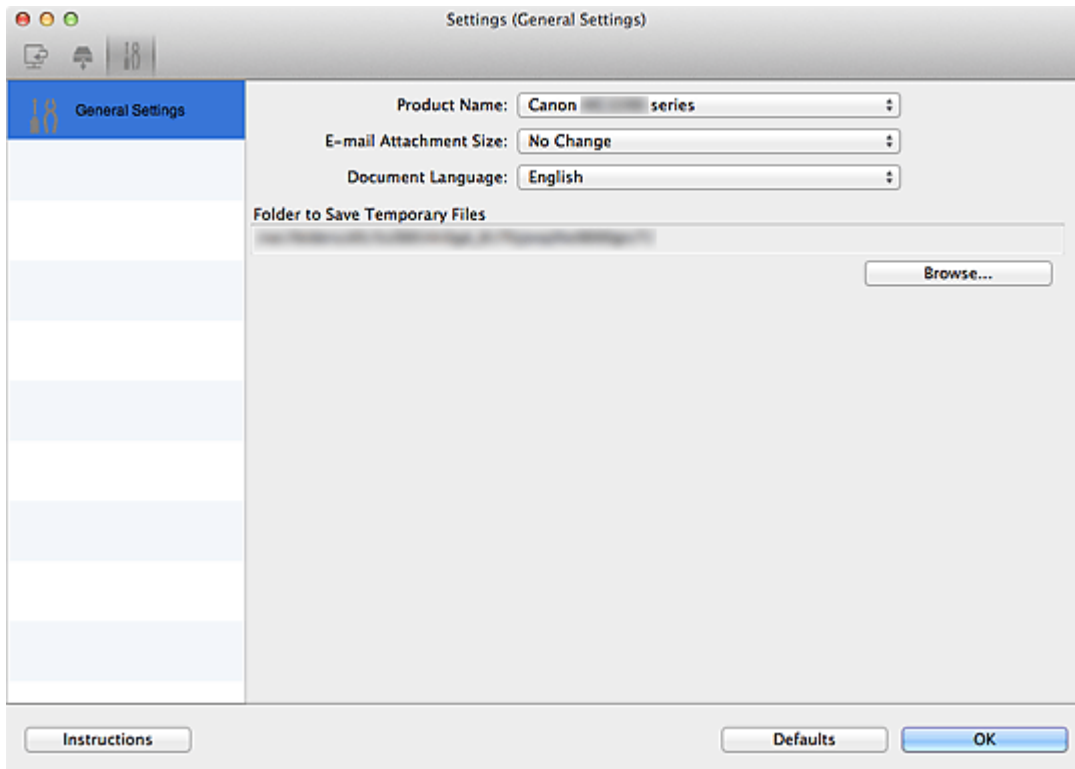 Settings (General Settings)
General Settings
Product Name: Canon series
E-mail Attachment Size: No Change
Document Language: English
Folder to Save Temporary Files
Browse...
Instructions
Defaults
OK